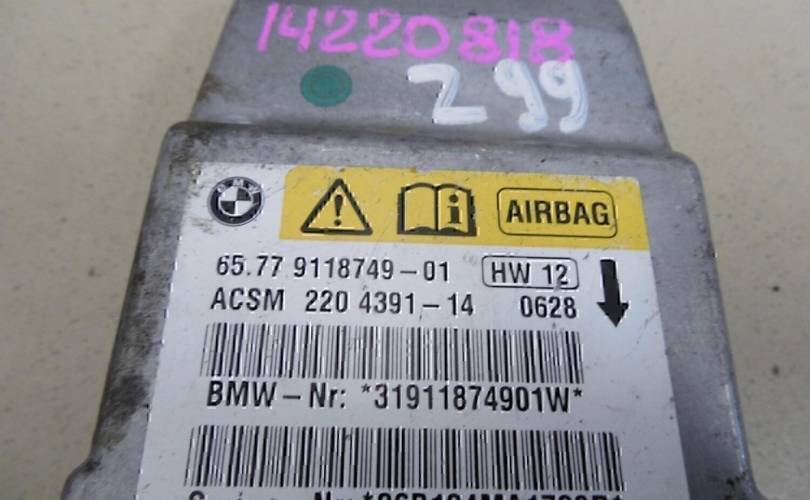 14220818
Z99
BMW
AIRBAG
65.77 9118749-01 HW 12
ACSM 220 4391-14 0628
BMW-Nr: *31911874901W*